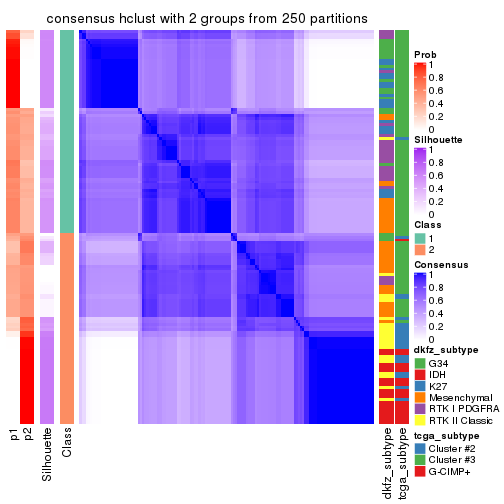 consensus hclust with 2 groups from 250 partitions
Prob
1
0.8
0.6
0.4
0.2
0
Silhouette
1
0.8
0.6
0.4
0.2
0
Class
1
2
Consensus
1
0.8
0.6
0.4
0.2
0
dkfz_subtype
G34
IDH
K27
Mesenchymal
RTK I PDGFRA
RTK II Classic
tcga_subtype
Cluster #2
Cluster #3
G-CIMP+
p1
p2
Silhouette
Class
dkfz_subtype
tcga_subtype